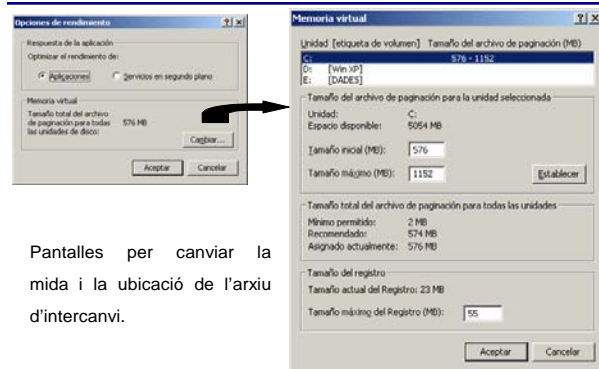 Opciones de rendimiento
Respuesta de la aplicación
Optimizar el rendimiento de:
Aplicaciones
Servicios en segundo plano
Memoria virtual
Tamaño total del archivo
de paginación para todas
las unidades de disco:
576 MB
Cambiar...
Aceptar
Cancelar
Pantalles per canviar la
mida i la ubicació de l'arxiu
d'intercanvi.
Memoria virtual
Unidad [etiqueta de volumen] Tamaño del archivo de paginación (MB)
C: 576 - 1152
D: [Win XP]
E: [DADES]
Tamaño del archivo de paginación para la unidad seleccionada
Unidad: C:
Espacio disponible: 5054 MB
Tamaño inicial (MB): 576
Tamaño máximo (MB): 1152
Establecer
Tamaño total del archivo de paginación para todas las unidades
Mínimo permitido: 2 MB
Recomendado: 574 MB
Asignado actualmente: 576 MB
Tamaño del registro
Tamaño actual del Registro: 23 MB
Tamaño máximo del Registro (MB): 55
Aceptar
Cancelar